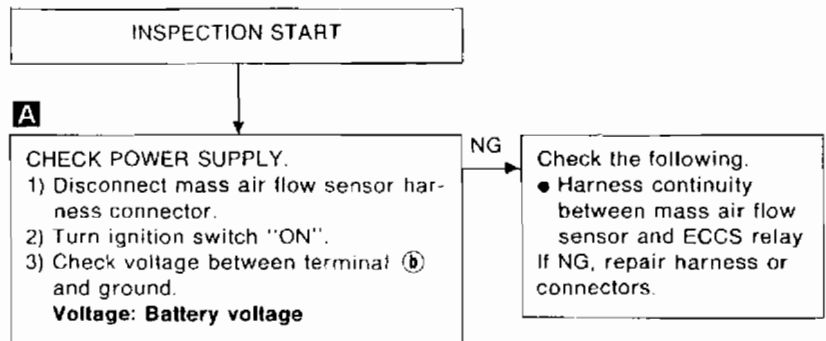 INSPECTION START
A
CHECK POWER SUPPLY.
1) Disconnect mass air flow sensor har-
ness connector.
2) Turn ignition switch "ON".
3) Check voltage between terminal ⓑ
and ground.
Voltage: Battery voltage
NG
Check the following.
● Harness continuity
between mass air flow
sensor and ECCS relay
If NG, repair harness or
connectors.